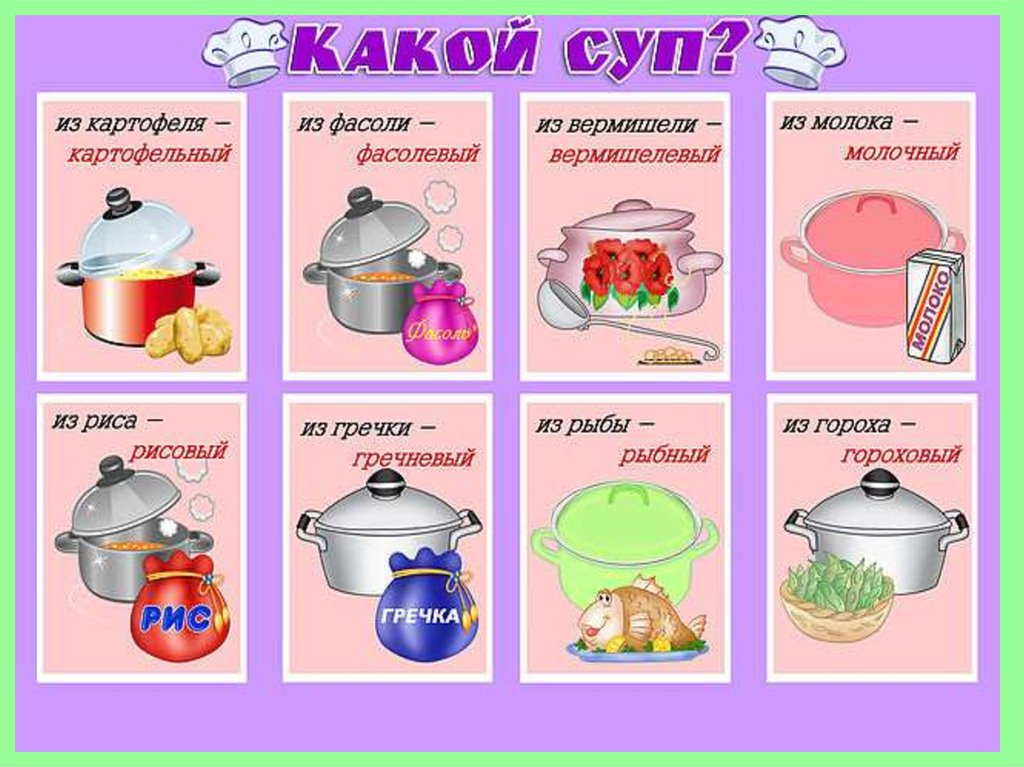 КАКОЙ СУП?
из картофеля –
картофельный
из фасоли –
фасолевый
Фасоль
из вермишели –
вермишелевый
из молока –
молочный
МОЛОКО
из риса –
рисовый
РИС
из гречки –
гречневый
ГРЕЧКА
из рыбы –
рыбный
из гороха –
гороховый